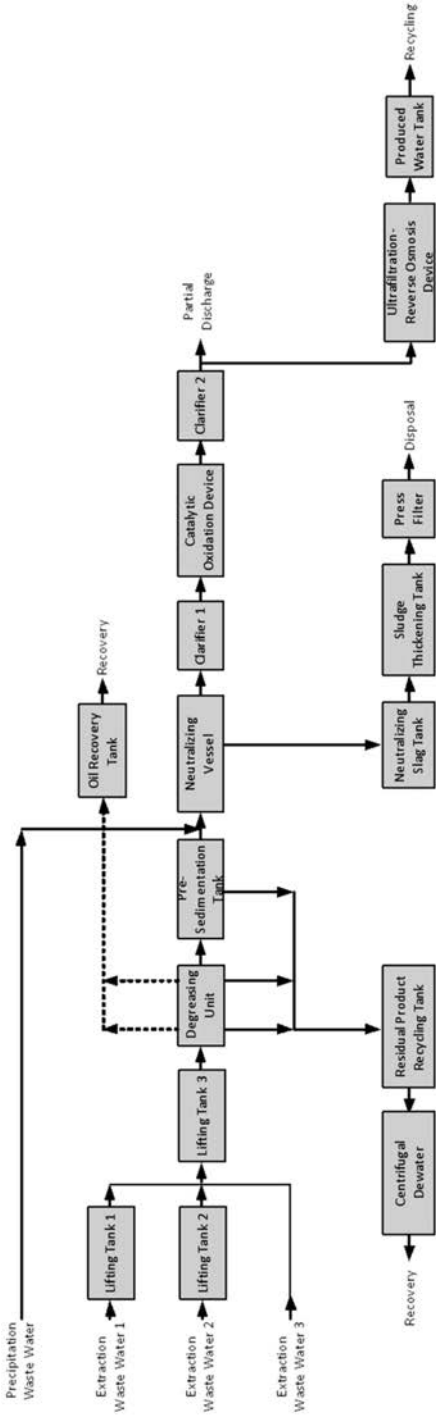 Precipitation
Waste Water
Extraction
Waste Water 1
Lifting Tank 1
Extraction
Waste Water 2
Lifting Tank 2
Extraction
Waste Water 3
Lifting Tank 3
Degreasing
Unit
Pre-
Sedimentation
Tank
Oil Recovery
Tank
Recovery
Neutralizing
Vessel
Clarifier 1
Catalytic
Oxidation Device
Clarifier 2
Partial
Discharge
Recovery
Centrifugal
Dewater
Residual Product
Recycling Tank
Neutralizing
Slag Tank
Sludge
Thickening Tank
Press
Filter
Disposal
Ultrafiltration-
Reverse Osmosis
Device
Produced
Water Tank
Recycling